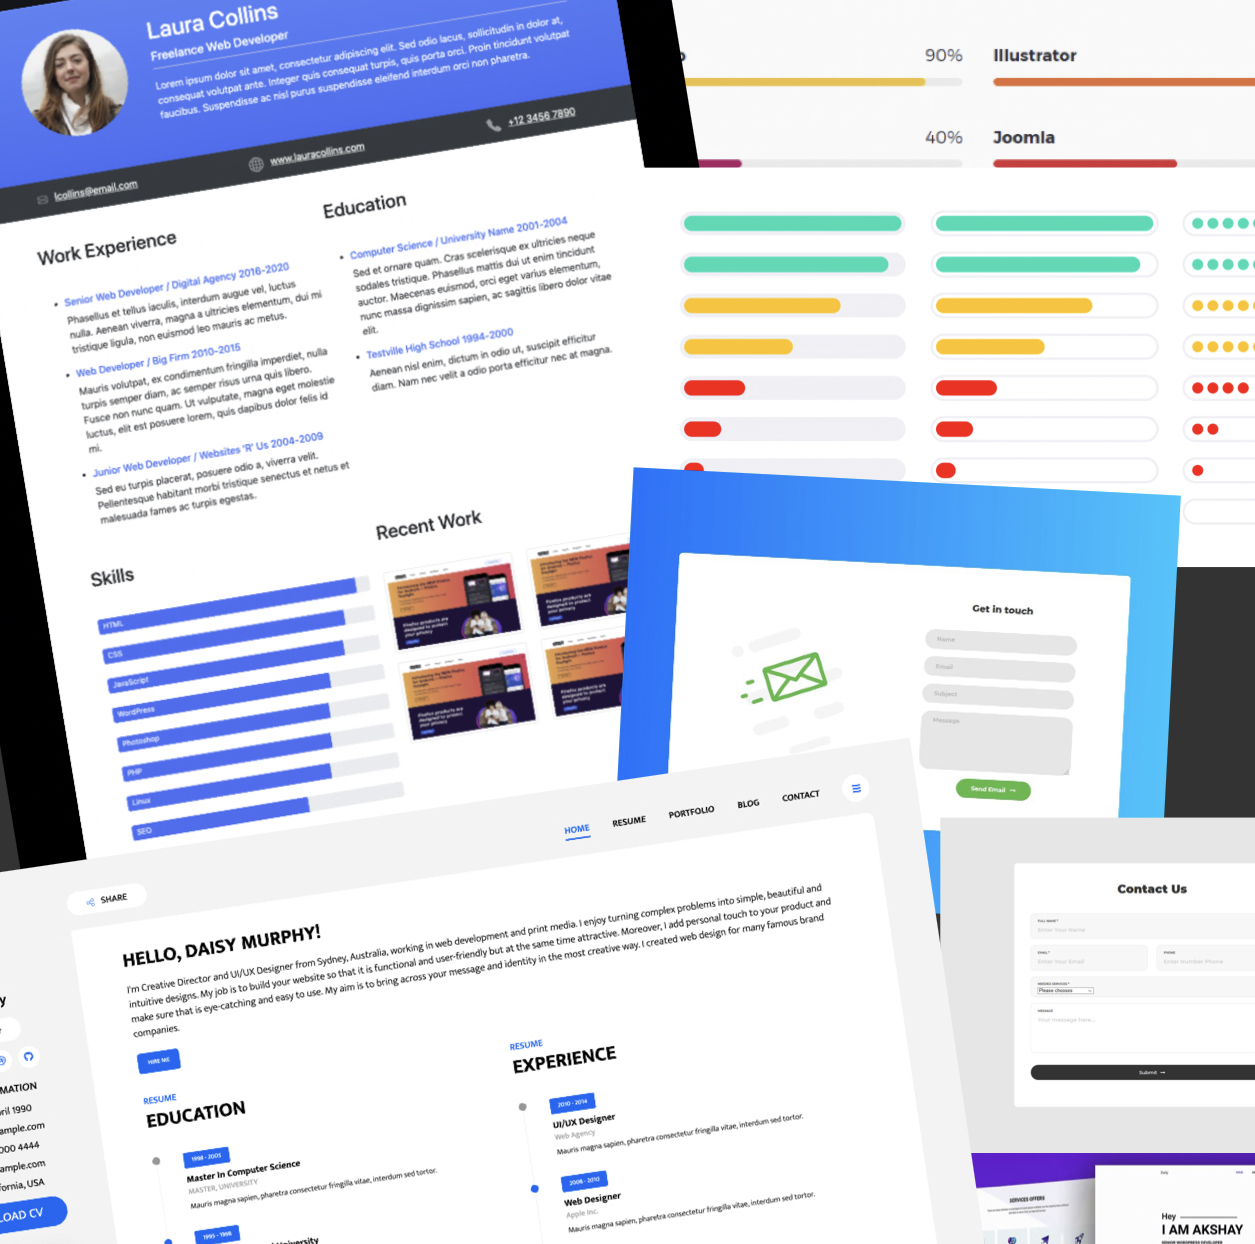 Laura Collins
Freelance Web Developer
Lorem ipsum dolor sit amet, consectetur adipiscing elit. Sed odio lacus, sollicitudin in dolor at,
consequat volutpat ante. Integer quis consequat turpis, quis porta orci. Proin tincidunt volutpat
faucibus. Suspendisse ac nisl purus suspendisse eleifend interdum orci non pharetra.
lcollins@email.com
www.lauracollins.com
+12 3456 7890
Work Experience
Senior Web Developer / Digital Agency 2016-2020
Phasellus et tellus iaculis, interdum augue vel, luctus
nulla. Aenean viverra, magna a ultricies elementum, dui mi
tristique ligula, non euismod leo mauris ac metus.
Web Developer / Big Firm 2010-2015
Mauris volutpat, ex condimentum fringilla imperdiet, nulla
turpis semper diam, ac semper risus urna quis libero.
Fusce non nunc quam. Ut vulputate, magna eget molestie
luctus, elit est posuere lorem, quis dapibus dolor felis id
mi.
Junior Web Developer / Websites 'R' Us 2004-2009
Sed eu turpis placerat, posuere odio a, viverra velit.
Pellentesque habitant morbi tristique senectus et netus et
malesuada fames ac turpis egestas.
Education
Computer Science / University Name 2001-2004
Sed et ornare quam. Cras scelerisque ex ultricies neque
sodales tristique. Phasellus mattis dui ut enim tincidunt
auctor. Maecenas euismod, orci eget varius elementum,
nunc massa dignissim sapien, ac sagittis libero dolor vitae
elit.
Testville High School 1994-2000
Aenean nisl enim, dictum in odio ut, suscipit efficitur
diam. Nam nec velit a odio porta efficitur nec at magna.
Skills
HTML
CSS
JavaScript
WordPress
Photoshop
PHP
Linux
SEO
Recent Work
90%
Illustrator
40%
Joomla
Get in touch
Name
Email
Subject
Message
Send Email →
HOME
RESUME
PORTFOLIO
BLOG
CONTACT
SHARE
HELLO, DAISY MURPHY!
I'm Creative Director and UI/UX Designer from Sydney, Australia, working in web development and print media. I enjoy turning complex problems into simple, beautiful and
intuitive designs. My job is to build your website so that it is functional and user-friendly but at the same time attractive. Moreover, I add personal touch to your product and
make sure that is eye-catching and easy to use. My aim is to bring across your message and identity in the most creative way. I created web design for many famous brand
companies.
HIRE ME
RESUME
EDUCATION
1998 - 2005
Master In Computer Science
MASTER, UNIVERSITY
Mauris magna sapien, pharetra consectetur fringilla vitae, interdum sed tortor.
1995 - 1998
RESUME
EXPERIENCE
2010 - 2014
UI/UX Designer
Web Agency
Mauris magna sapien, pharetra consectetur fringilla vitae, interdum sed tortor.
2006 - 2010
Web Designer
Apple Inc.
Mauris magna sapien, pharetra consectetur fringilla vitae, interdum sed tortor.
MATION
ril 1990
ample.com
000 4444
ample.com
fornia, USA
LOAD CV
Contact Us
FULL NAME *
Enter Your Name
EMAIL *
Enter Your Email
PHONE
Enter Number Phone
NEEDED SERVICES *
Please chooses
MESSAGE
Your message here...
Submit →
SERVICES OFFERS
Hey
I AM AKSHAY
SENIOR WORDPRESS DEVELOPER